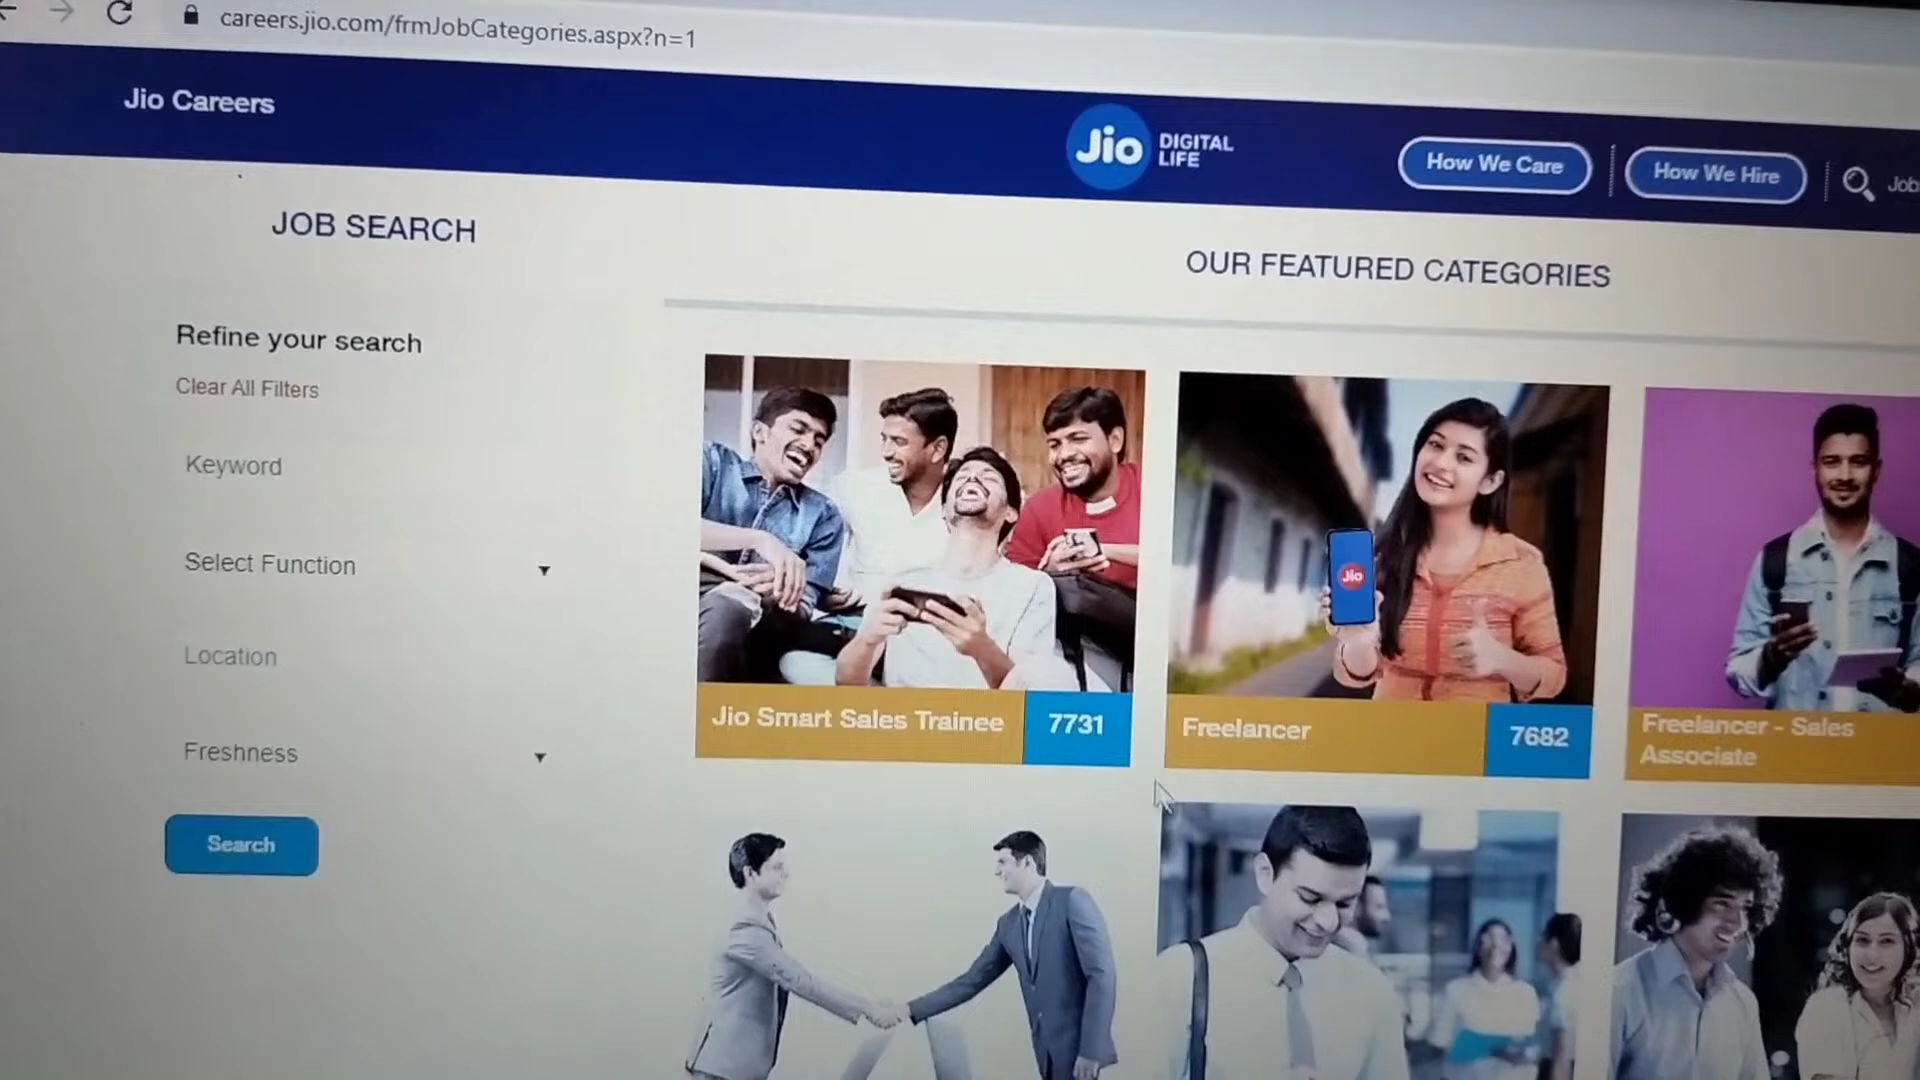 careers.jio.com/frmJobCategories.aspx?n=1
Jio Careers
Jio DIGITAL
LIFE
How We Care
How We Hire
JOB SEARCH
OUR FEATURED CATEGORIES
Refine your search
Clear All Filters
Keyword
Select Function
Location
Freshness
Search
Jio
Jio Smart Sales Trainee 7731
Freelancer 7682
Freelancer - Sales
Associate